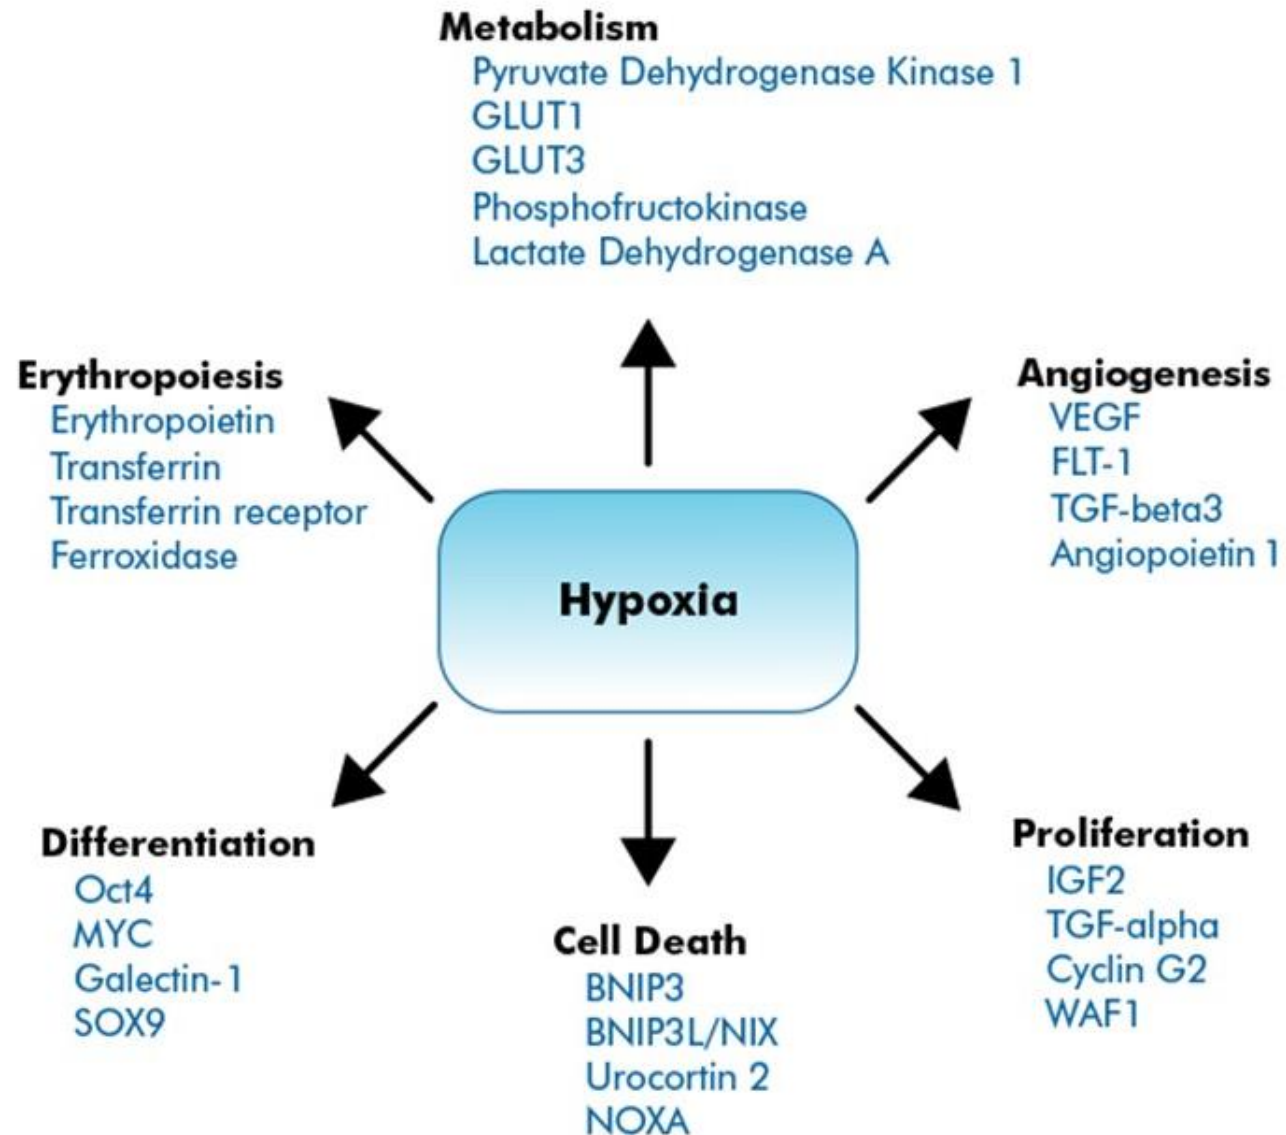 Metabolism
Pyruvate Dehydrogenase Kinase 1
GLUT1
GLUT3
Phosphofructokinase
Lactate Dehydrogenase A
Erythropoiesis
Erythropoietin
Transferrin
Transferrin receptor
Ferroxidase
Angiogenesis
VEGF
FLT-1
TGF-beta3
Angiopoietin 1
Hypoxia
Differentiation
Oct4
MYC
Galectin-1
SOX9
Cell Death
BNIP3
BNIP3L/NIX
Urocortin 2
NOXA
Proliferation
IGF2
TGF-alpha
Cyclin G2
WAF1